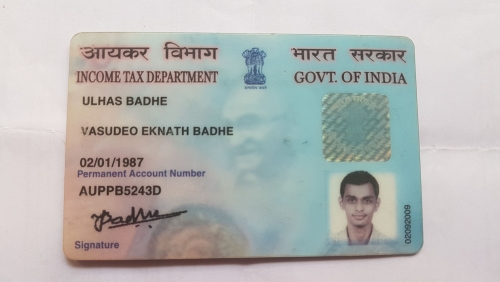 आयकर विभाग
INCOME TAX DEPARTMENT
भारत सरकार
GOVT. OF INDIA
ULHAS BADHE
VASUDEO EKNATH BADHE
02/01/1987
Permanent Account Number
AUPPB5243D
Signature
02092009